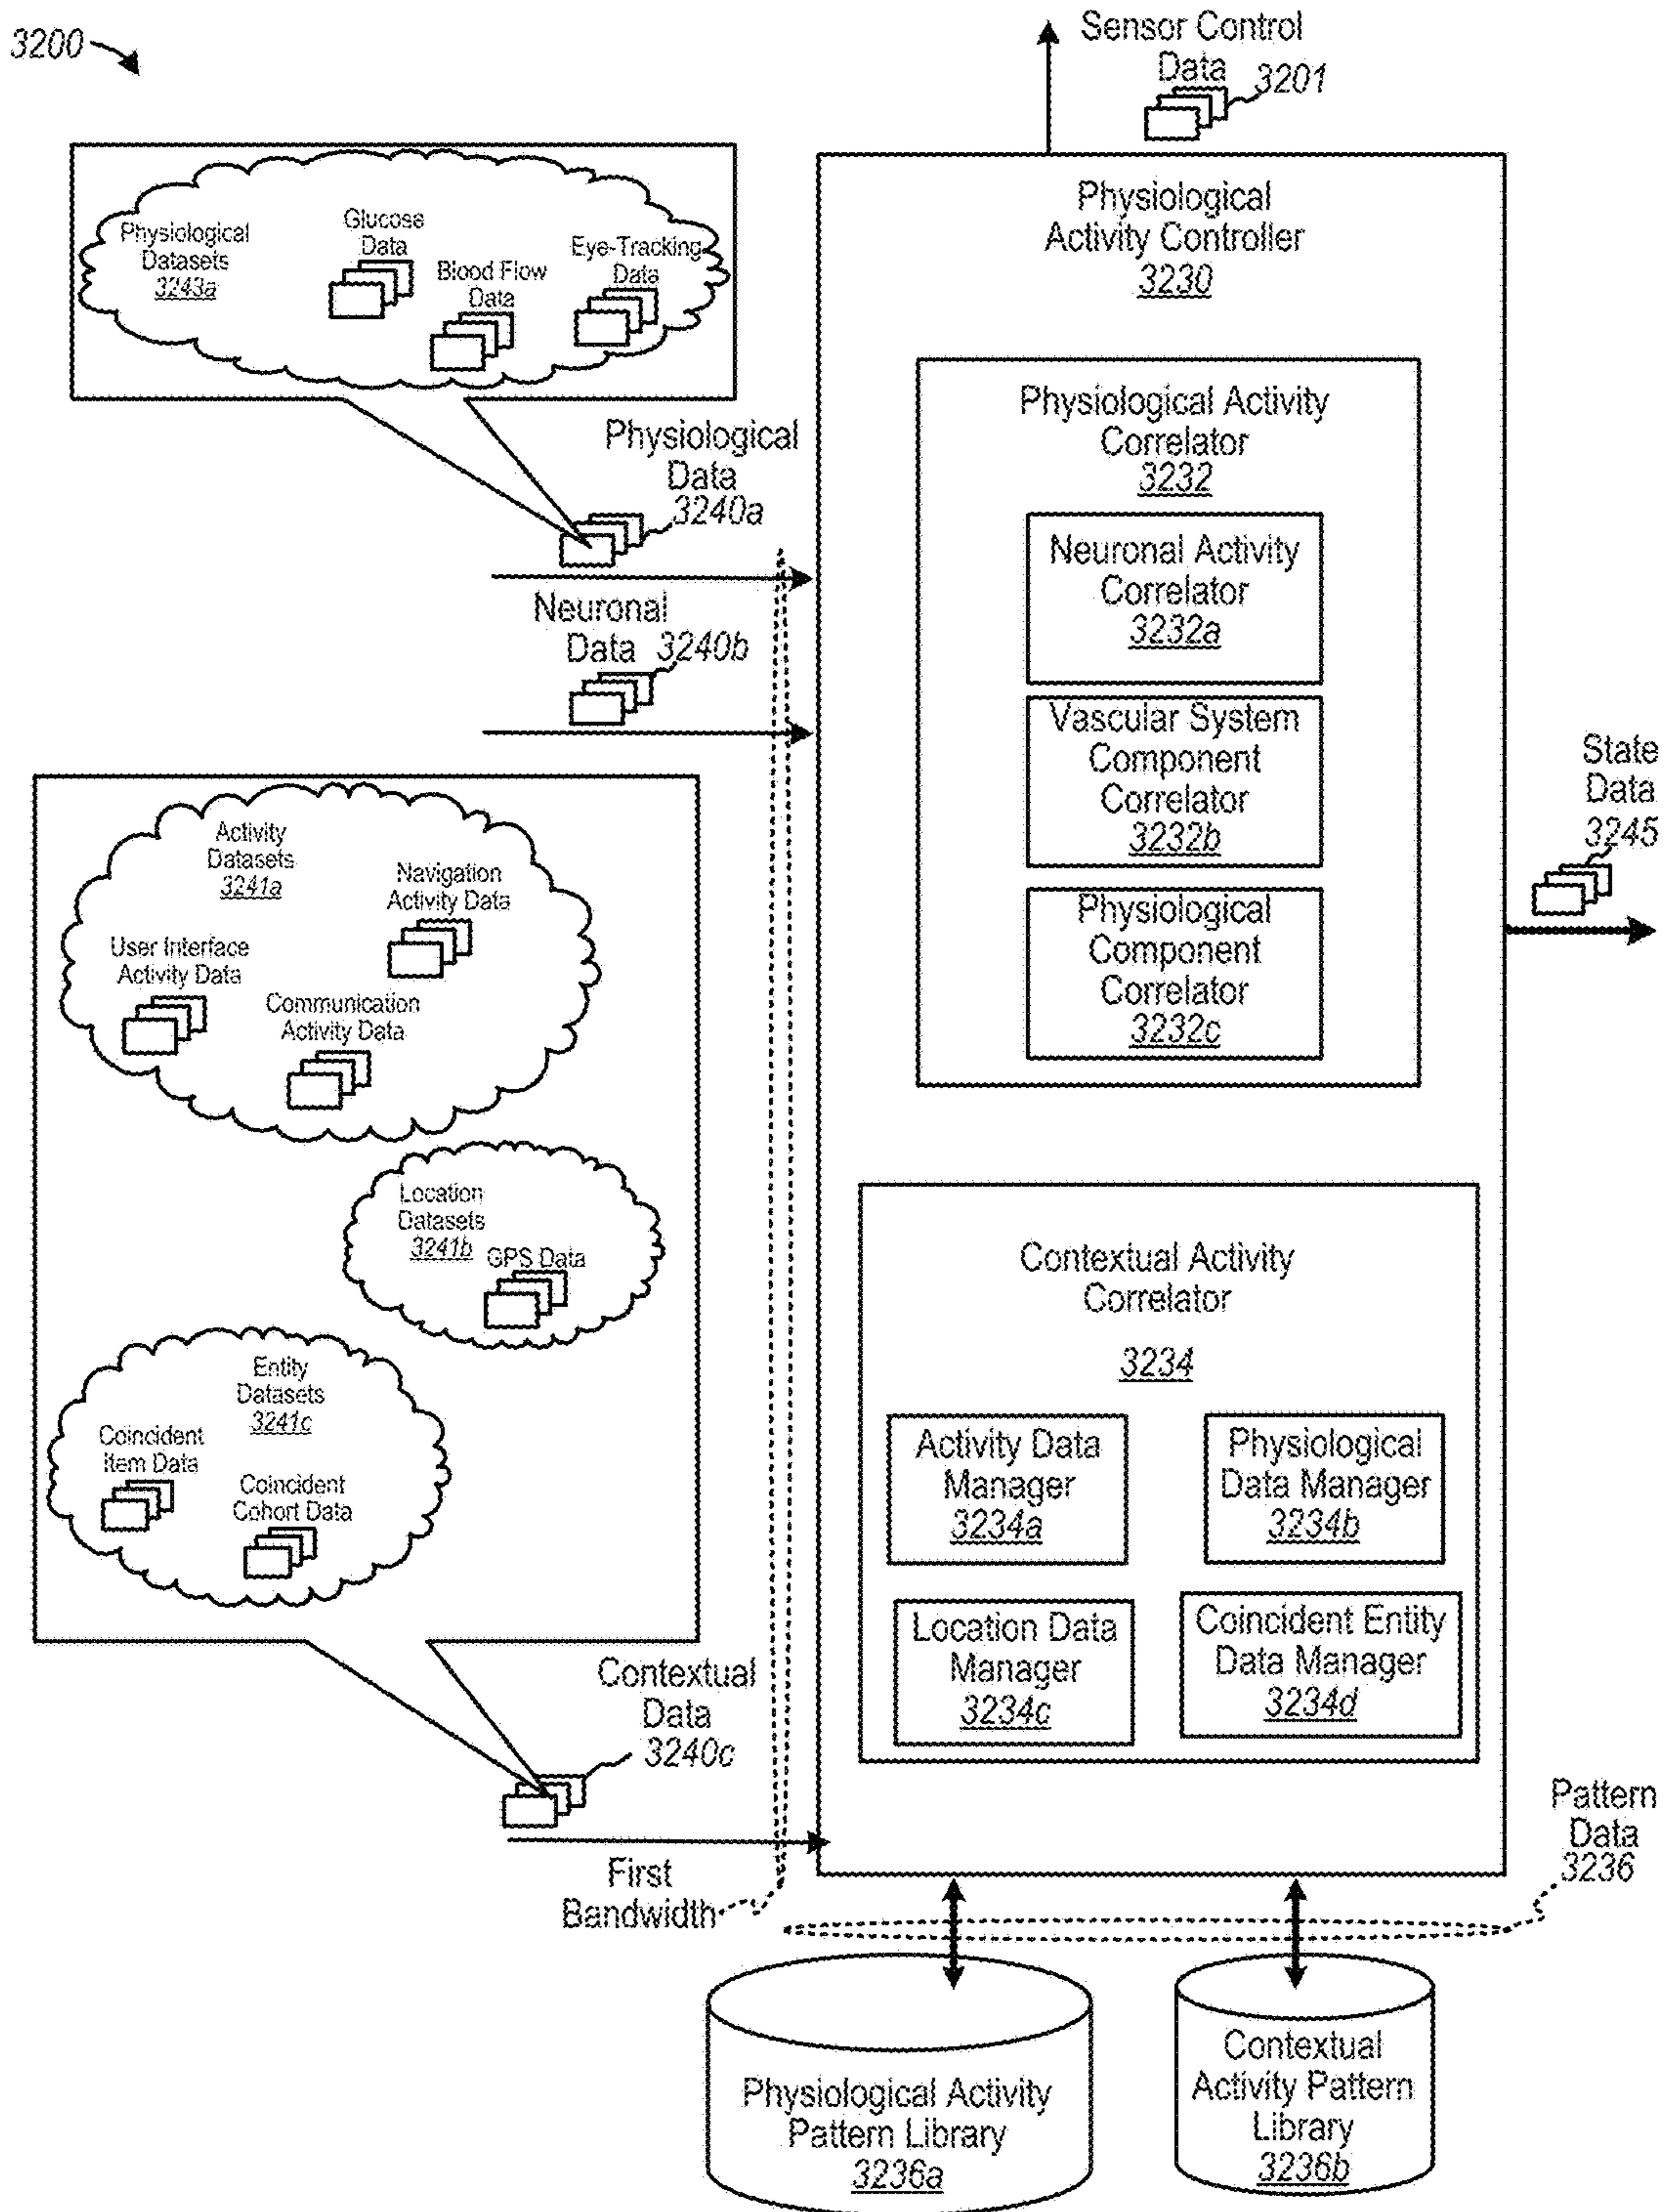 3200
Sensor Control
Data
3201
Physiological
Datasets
3243a
Glucose
Data
Blood Flow
Data
Eye-Tracking
Data
Physiological
Data
3240a
Neuronal
Data 3240b
Activity
Datasets
3241a
Navigation
Activity Data
User Interface
Activity Data
Communication
Activity Data
Location
Datasets
3241b
GPS Data
Entity
Datasets
3241c
Coincident
Item Data
Coincident
Cohort Data
Contextual
Data
3240c
First
Bandwidth
Physiological
Activity Controller
3230
Physiological Activity
Correlator
3232
Neuronal Activity
Correlator
3232a
Vascular System
Component
Correlator
3232b
Physiological
Component
Correlator
3232c
Contextual Activity
Correlator
3234
Activity Data
Manager
3234a
Physiological
Data Manager
3234b
Location Data
Manager
3234c
Coincident Entity
Data Manager
3234d
State
Data
3245
Pattern
Data
3236
Physiological Activity
Pattern Library
3236a
Contextual
Activity Pattern
Library
3236b